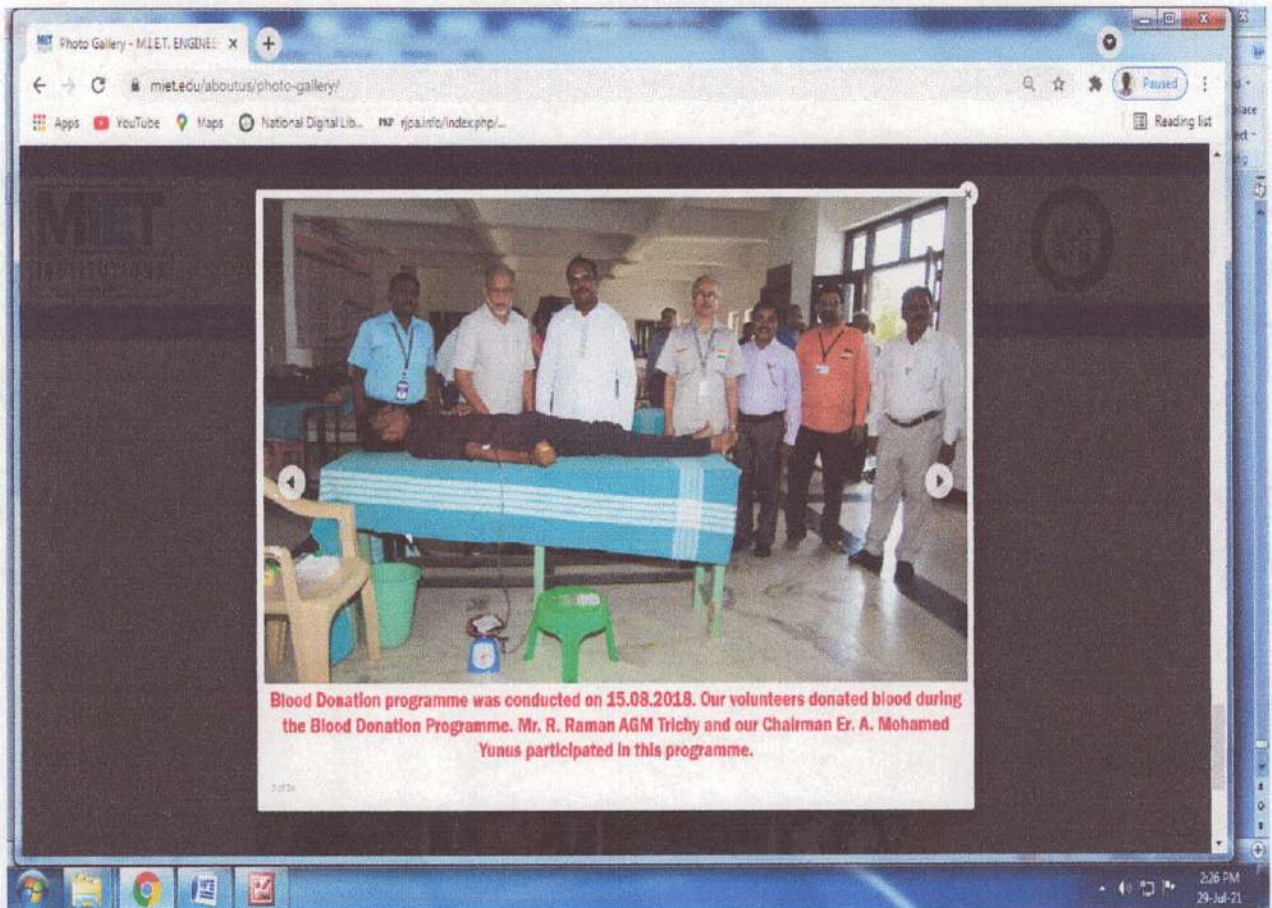 Photo Gallery - M.I.E.T. ENGINEE
miet.edu/aboutus/photo-gallery/
Paused
Apps
YouTube
Maps
National Digital Lib...
PKP rjpa.info/index.php/...
Reading list
MIET
INSTITUTIONS
Blood Donation programme was conducted on 15.08.2018. Our volunteers donated blood during
the Blood Donation Programme. Mr. R. Raman AGM Trichy and our Chairman Er. A. Mohamed
Yunus participated in this programme.
2:26 PM
29-Jul-21